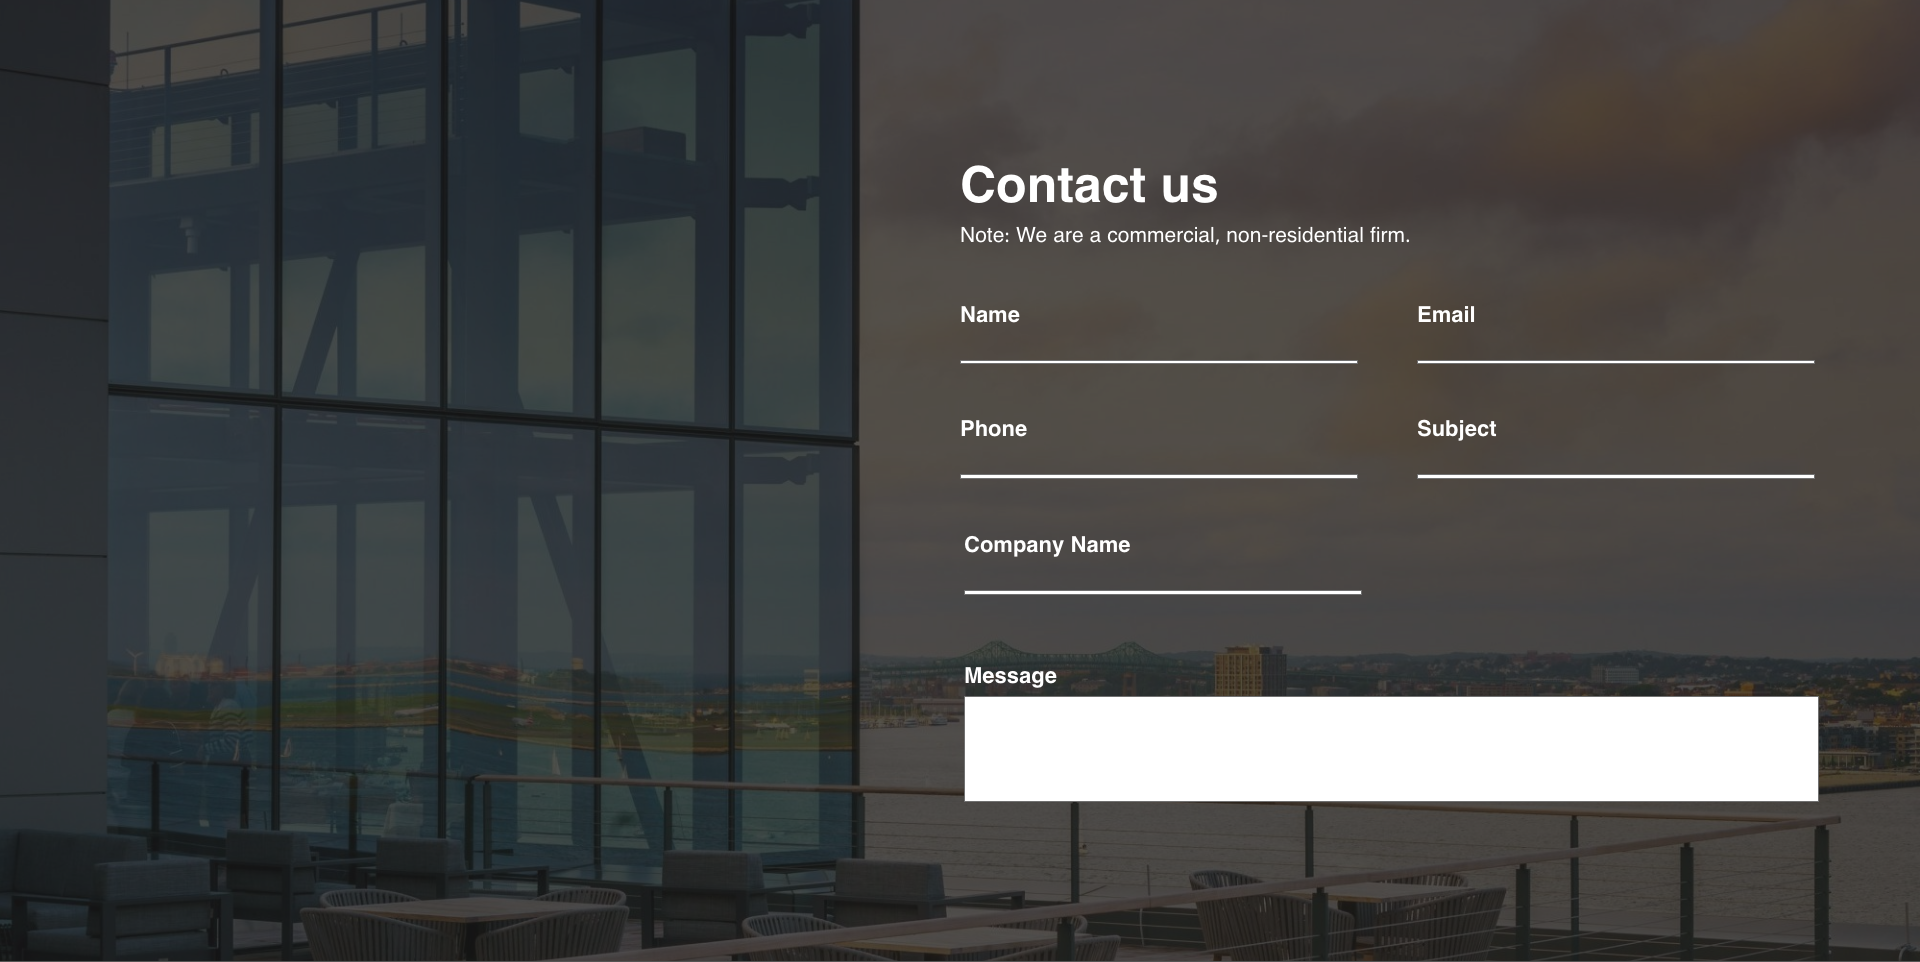 Contact us
Note: We are a commercial, non-residential firm.
Name
Email
Phone
Subject
Company Name
Message